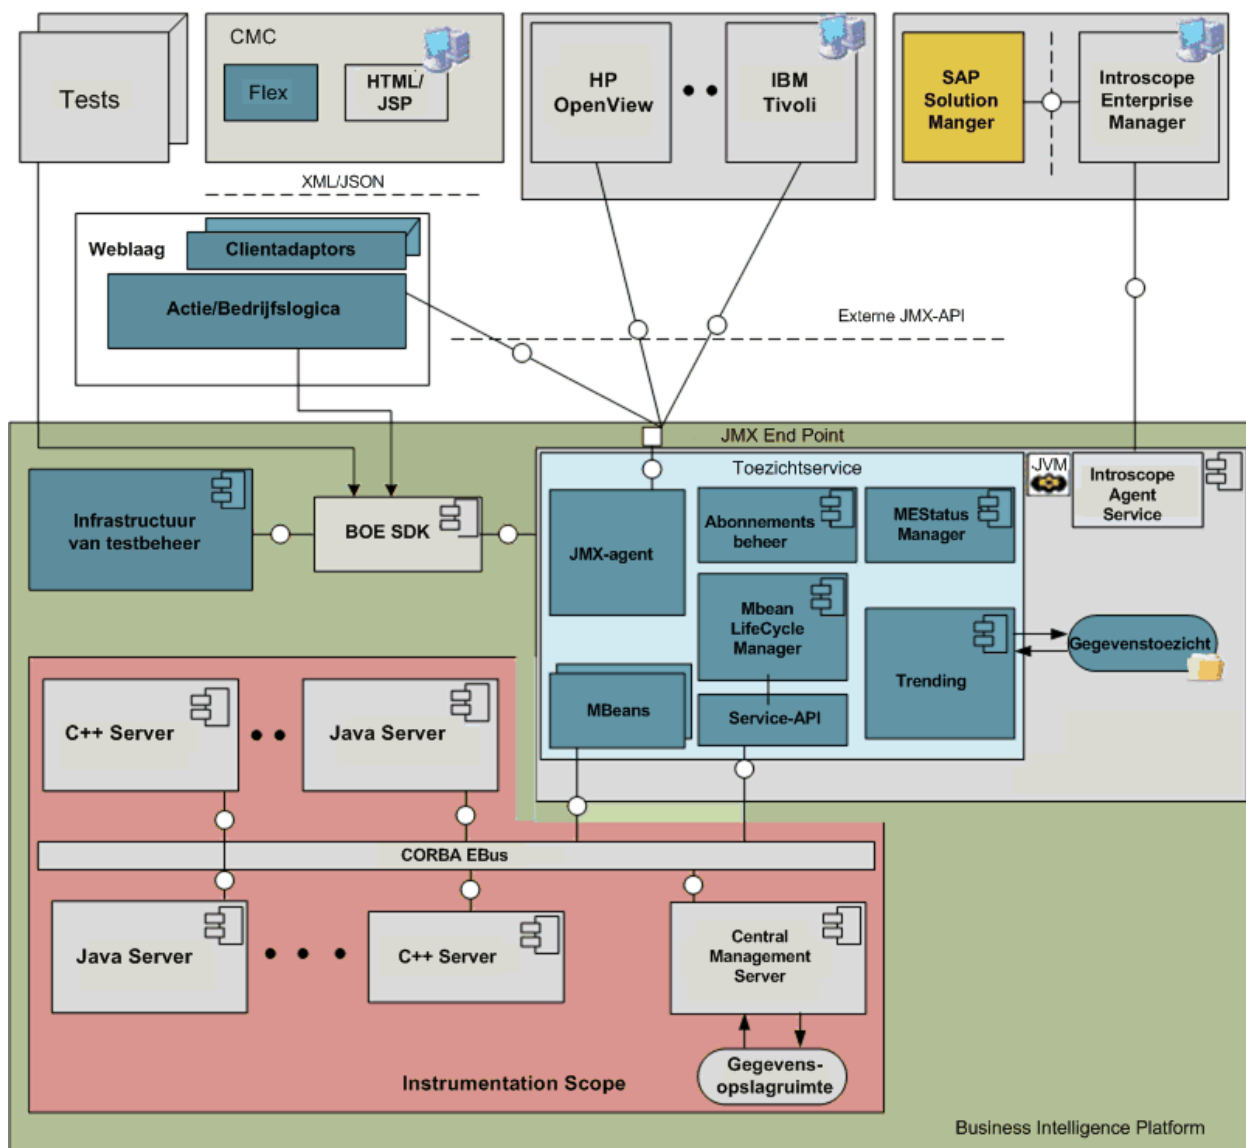 Tests
CMC
Flex
HTML/
JSP
HP
OpenView
IBM
Tivoli
SAP
Solution
Manger
Introscope
Enterprise
Manager
XML/JSON
Weblaag
Clientadaptors
Actie/Bedrijfslogica
Externe JMX-API
JMX End Point
Toezichtservice
JVM
Introscope
Agent
Service
Infrastructuur
van testbeheer
BOE SDK
JMX-agent
Abonnements
beheer
MEStatus
Manager
Mbean
LifeCycle
Manager
Trending
Gegevenstoezicht
MBeans
Service-API
C++ Server
Java Server
CORBA EBus
Java Server
C++ Server
Central
Management
Server
Gegevens-
opslagruimte
Instrumentation Scope
Business Intelligence Platform